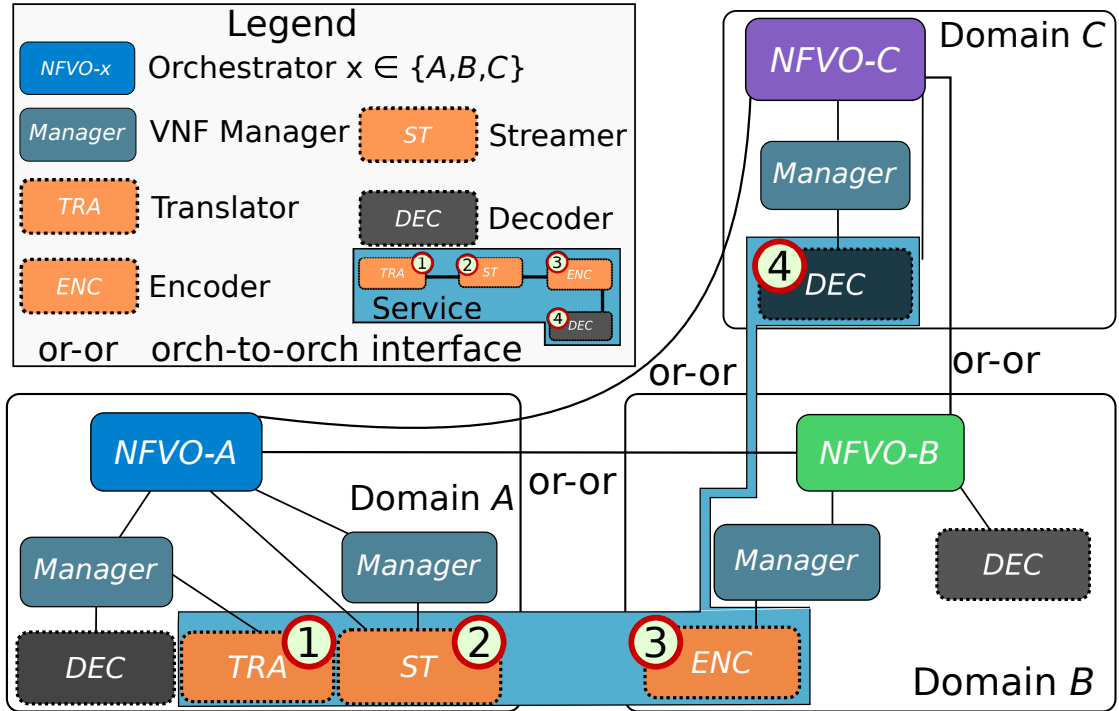 Legend
NFVO-x Orchestrator x ∈ {A,B,C}
Manager VNF Manager
ST Streamer
TRA Translator
DEC Decoder
ENC Encoder
TRA 1 2 ST 3 ENC
Service
4 DEC
or-or orch-to-orch interface
Domain C
NFVO-C
Manager
4 DEC
or-or
or-or
NFVO-A
NFVO-B
or-or
Domain A
Manager
Manager
Manager
DEC
DEC
TRA 1
ST 2
3 ENC
Domain B